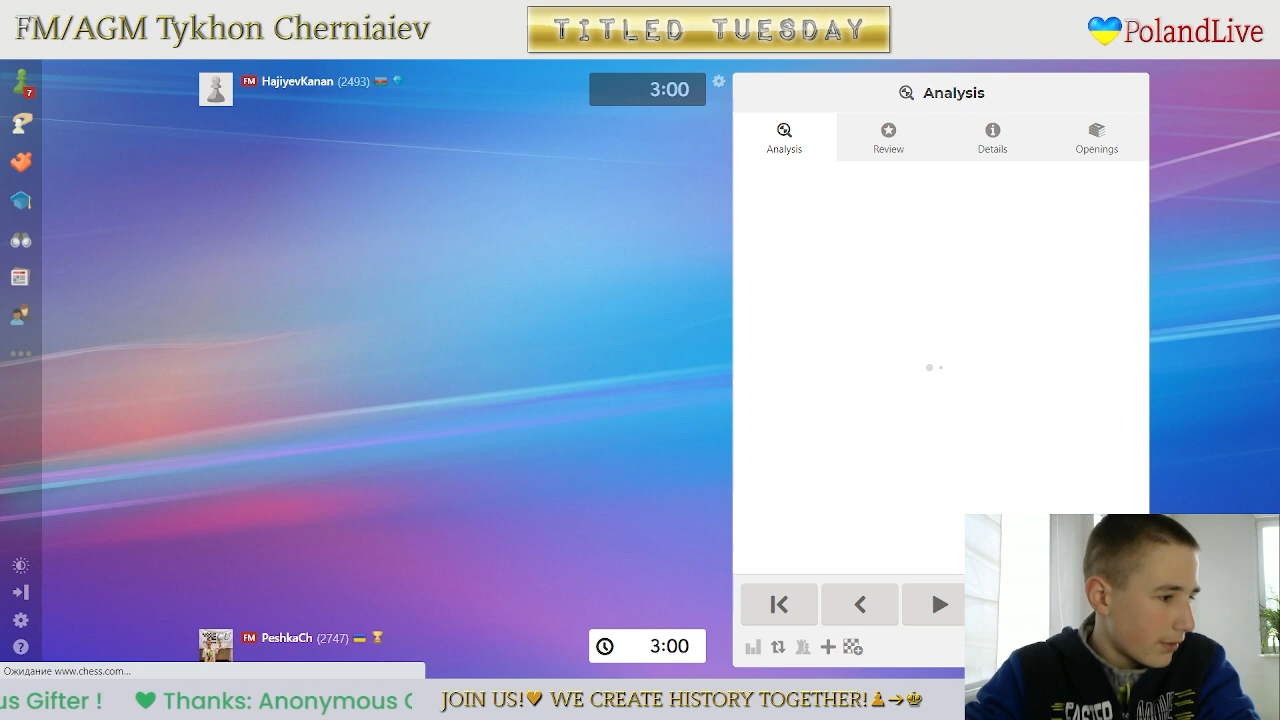 FM/AGM Tykhon Cherniaiev
TITLED TUESDAY
PolandLive
7
FM HajiyevKanan (2493)
3:00
Analysis
Analysis
Review
Details
Openings
FM PeshkaCh (2747)
3:00
Ожидание www.chess.com...
us Gifter !
Thanks: Anonymous
JOIN US! WE CREATE HISTORY TOGETHER!